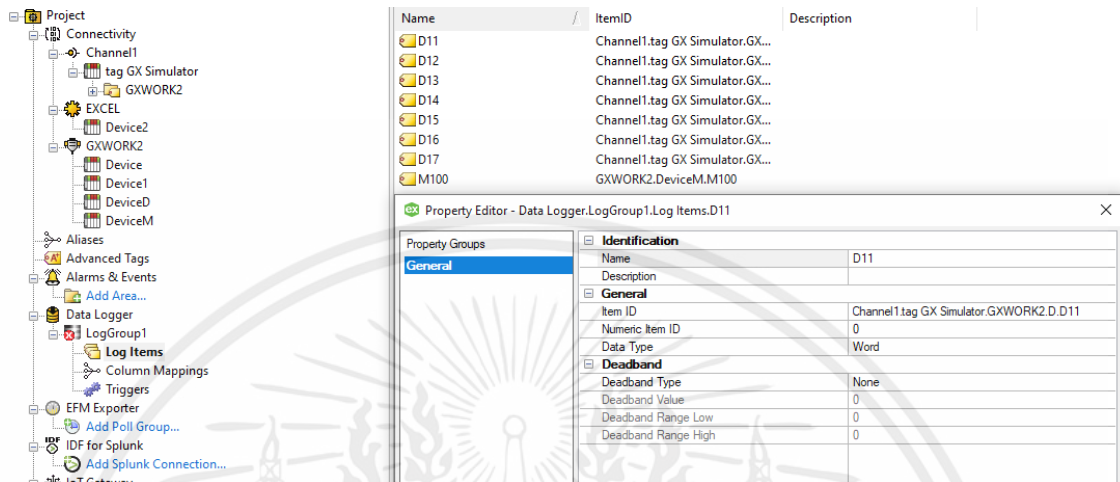 Project
Connectivity
Channel1
tag GX Simulator
GXWORK2
EXCEL
Device2
GXWORK2
Device
Device1
DeviceD
DeviceM
Aliases
Advanced Tags
Alarms & Events
Add Area...
Data Logger
LogGroup1
Log Items
Column Mappings
Triggers
EFM Exporter
Add Poll Group...
IDF for Splunk
Add Splunk Connection...
Name / ItemID Description
D11 Channel1.tag GX Simulator.GX...
D12 Channel1.tag GX Simulator.GX...
D13 Channel1.tag GX Simulator.GX...
D14 Channel1.tag GX Simulator.GX...
D15 Channel1.tag GX Simulator.GX...
D16 Channel1.tag GX Simulator.GX...
D17 Channel1.tag GX Simulator.GX...
M100 GXWORK2.DeviceM.M100
ex Property Editor - Data Logger.LogGroup1.Log Items.D11
Property Groups
General
Identification
Name D11
Description
General
Item ID Channel1.tag GX Simulator.GXWORK2.D.D11
Numeric Item ID 0
Data Type Word
Deadband
Deadband Type None
Deadband Value 0
Deadband Range Low 0
Deadband Range High 0